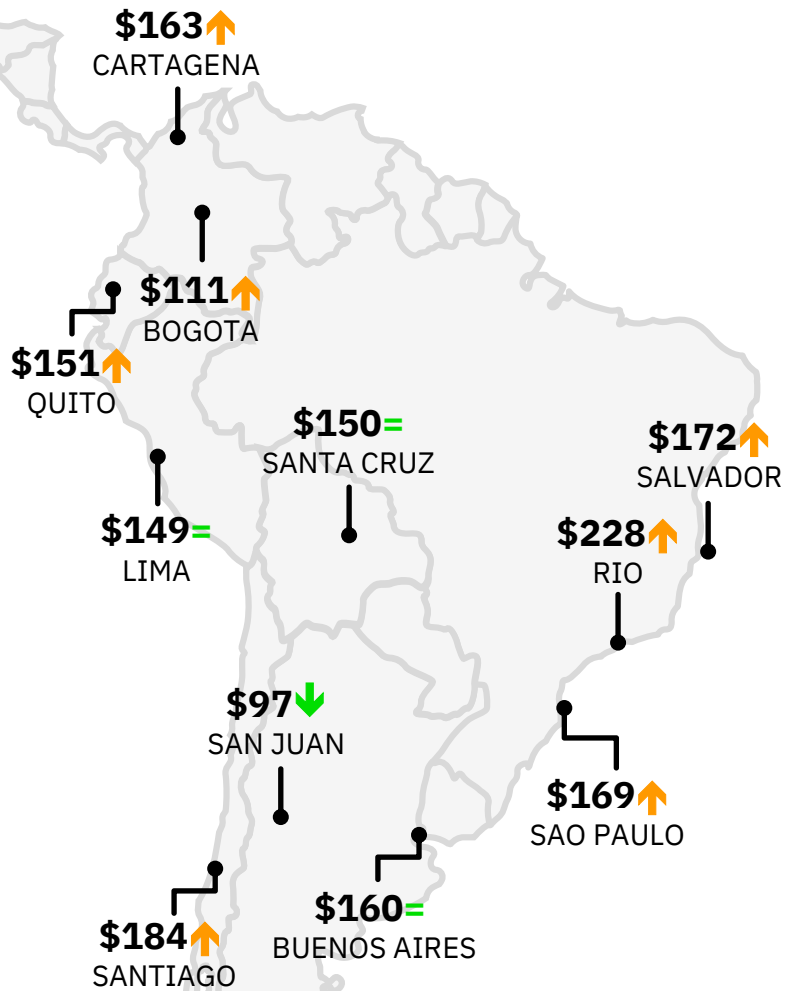 $163↑
CARTAGENA
$111↑
BOGOTA
$151↑
QUITO
$150=
SANTA CRUZ
$172↑
SALVADOR
$149=
LIMA
$228↑
RIO
$97↓
SAN JUAN
$169↑
SAO PAULO
$160=
BUENOS AIRES
$184↑
SANTIAGO